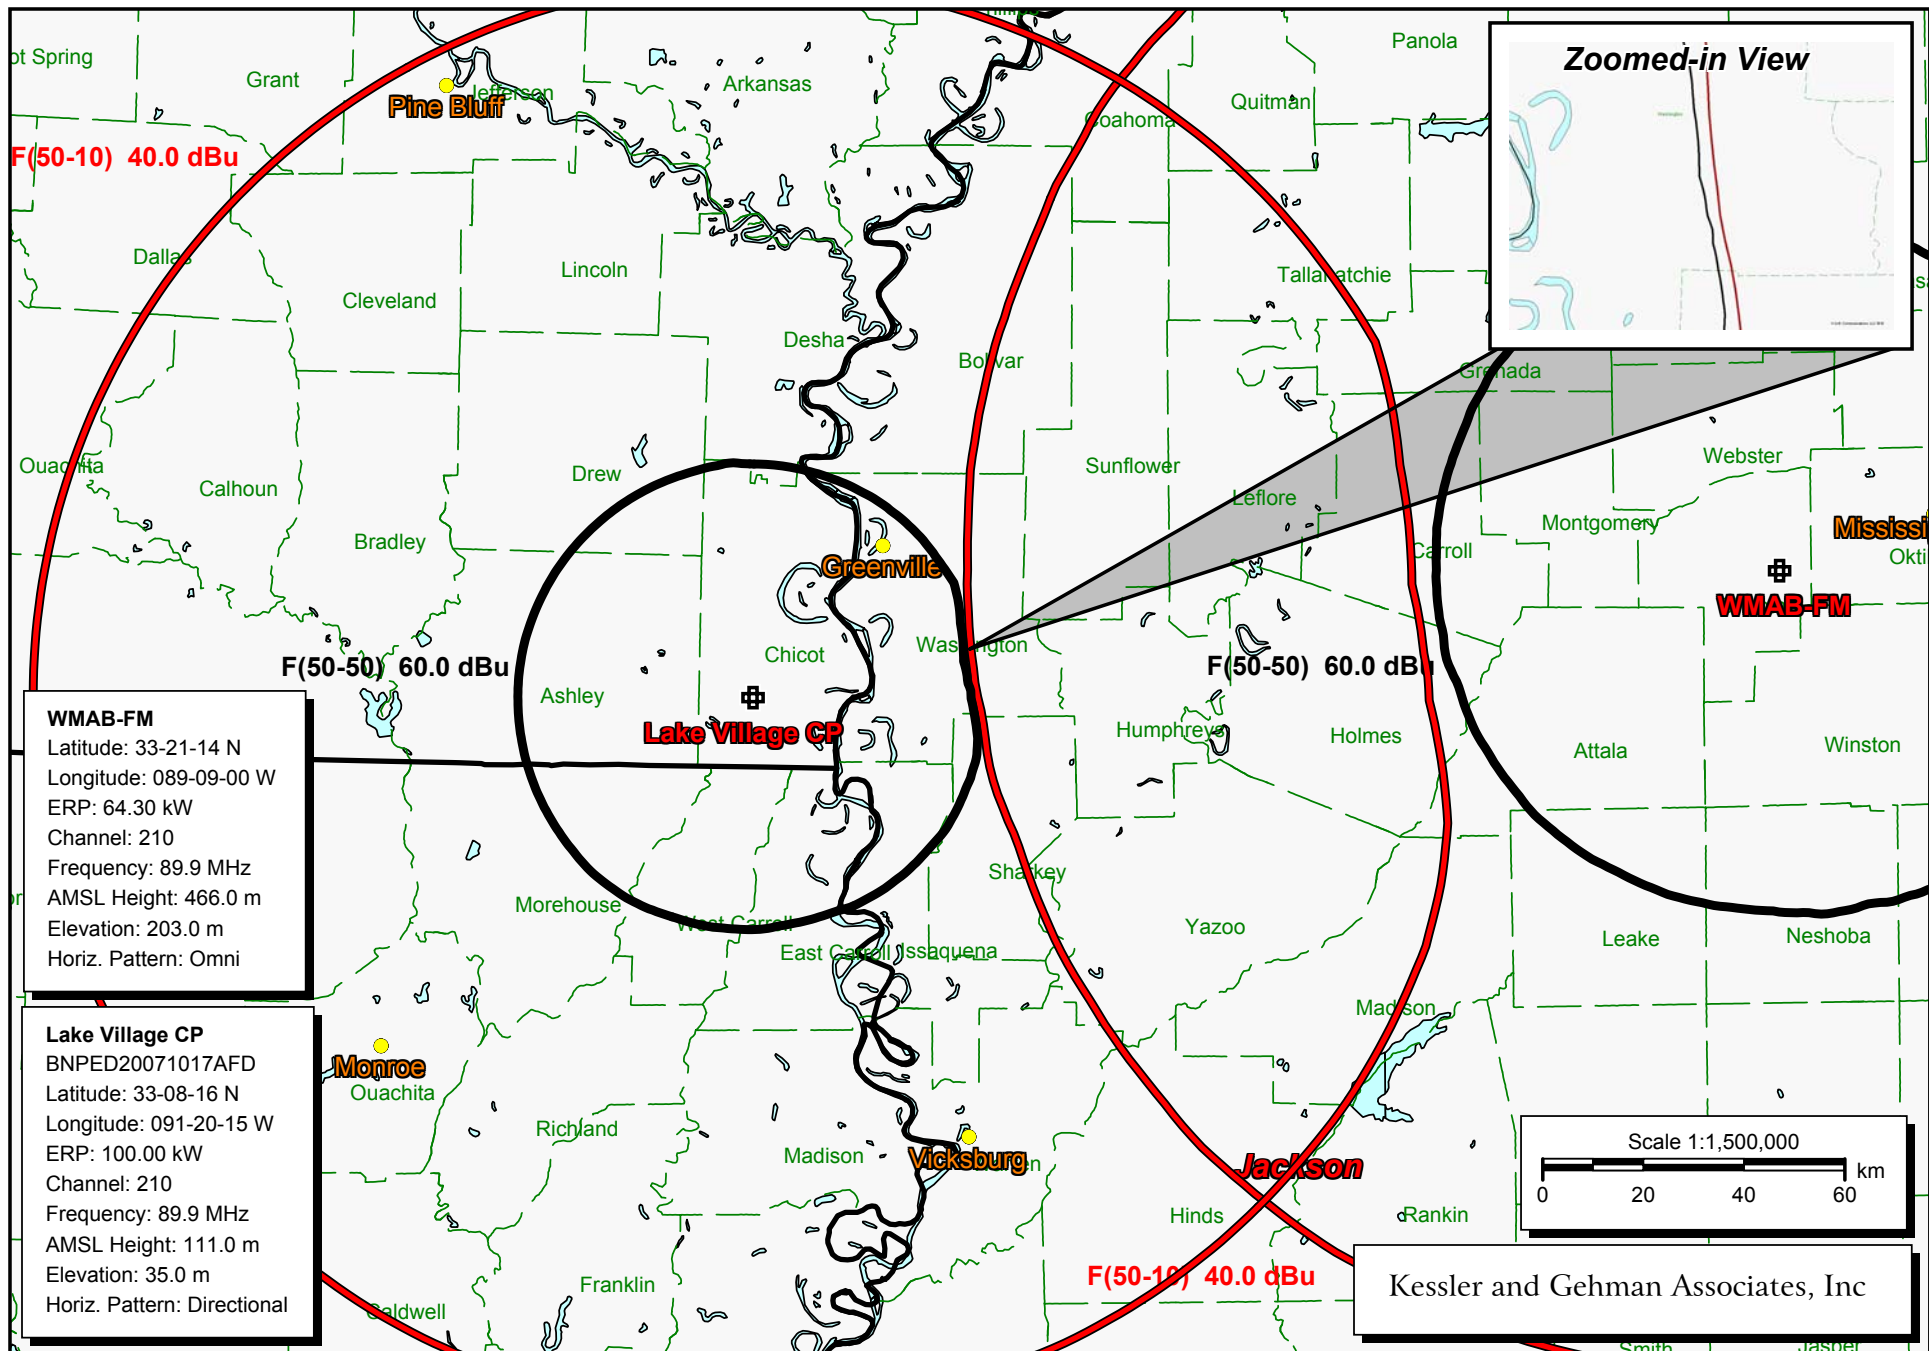 ot Spring
Grant
Jefferson
Pine Bluff
Arkansas
Panola
Quitman
Coahoma
Zoomed-in View
Washington
F(50-10) 40.0 dBu
Dallas
Cleveland
Lincoln
Desha
Bolivar
Tallahatchie
Grenada
Ouachita
Calhoun
Drew
Sunflower
Leflore
Webster
Bradley
Greenville
Montgomery
Carroll
Mississi
Okti
WMAB-FM
F(50-50) 60.0 dBu
Ashley
Chicot
Washington
F(50-50) 60.0 dBu
Lake Village CP
Humphreys
Holmes
Attala
Winston
WMAB-FM
Latitude: 33-21-14 N
Longitude: 089-09-00 W
ERP: 64.30 kW
Channel: 210
Frequency: 89.9 MHz
AMSL Height: 466.0 m
Elevation: 203.0 m
Horiz. Pattern: Omni
Morehouse
West Carroll
East Carroll
Issaquena
Sharkey
Yazoo
Leake
Neshoba
Madison
Lake Village CP
BNPED20071017AFD
Latitude: 33-08-16 N
Longitude: 091-20-15 W
ERP: 100.00 kW
Channel: 210
Frequency: 89.9 MHz
AMSL Height: 111.0 m
Elevation: 35.0 m
Horiz. Pattern: Directional
Monroe
Ouachita
Richland
Madison
Vicksburg
Jackson
Hinds
Rankin
Franklin
Caldwell
F(50-10) 40.0 dBu
Scale 1:1,500,000
km
0 20 40 60
Kessler and Gehman Associates, Inc
Smith
Jasper